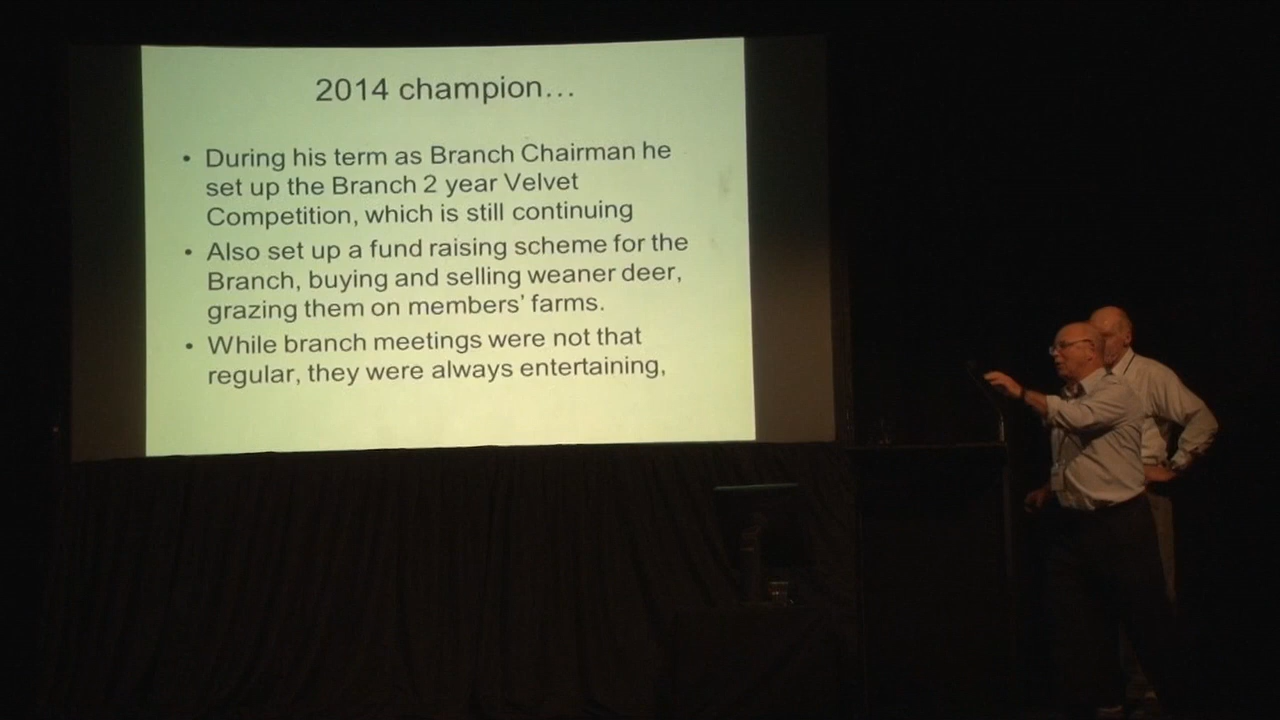 2014 champion…
• During his term as Branch Chairman he
set up the Branch 2 year Velvet
Competition, which is still continuing
• Also set up a fund raising scheme for the
Branch, buying and selling weaner deer,
grazing them on members' farms.
• While branch meetings were not that
regular, they were always entertaining,